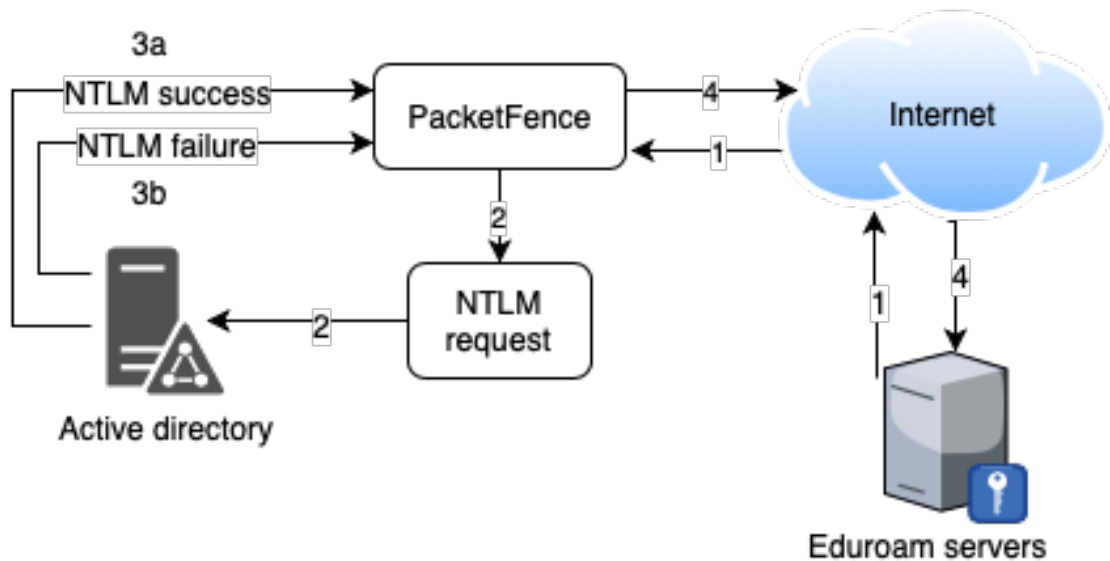 3a
NTLM success
NTLM failure
3b
PacketFence
4
1
Internet
2
NTLM
request
2
1
4
Active directory
Eduroam servers